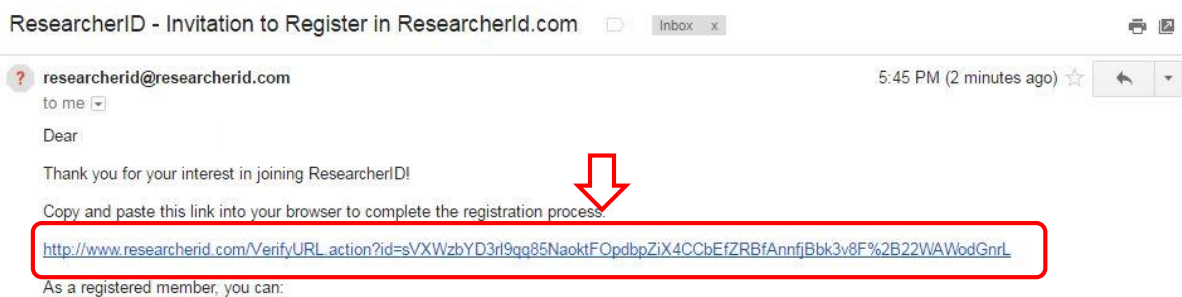 ResearcherID - Invitation to Register in ResearcherId.com Inbox x
? researcherid@researcherid.com 5:45 PM (2 minutes ago)
to me
Dear
Thank you for your interest in joining ResearcherID!
Copy and paste this link into your browser to complete the registration process:
http://www.researcherid.com/VerifyURL.action?id=sVXWzbYD3rl9qq85NaoktFOpdbpZiX4CCbEfZRBfAnnfjBbk3v8F%2B22WAWodGnrL
As a registered member, you can: